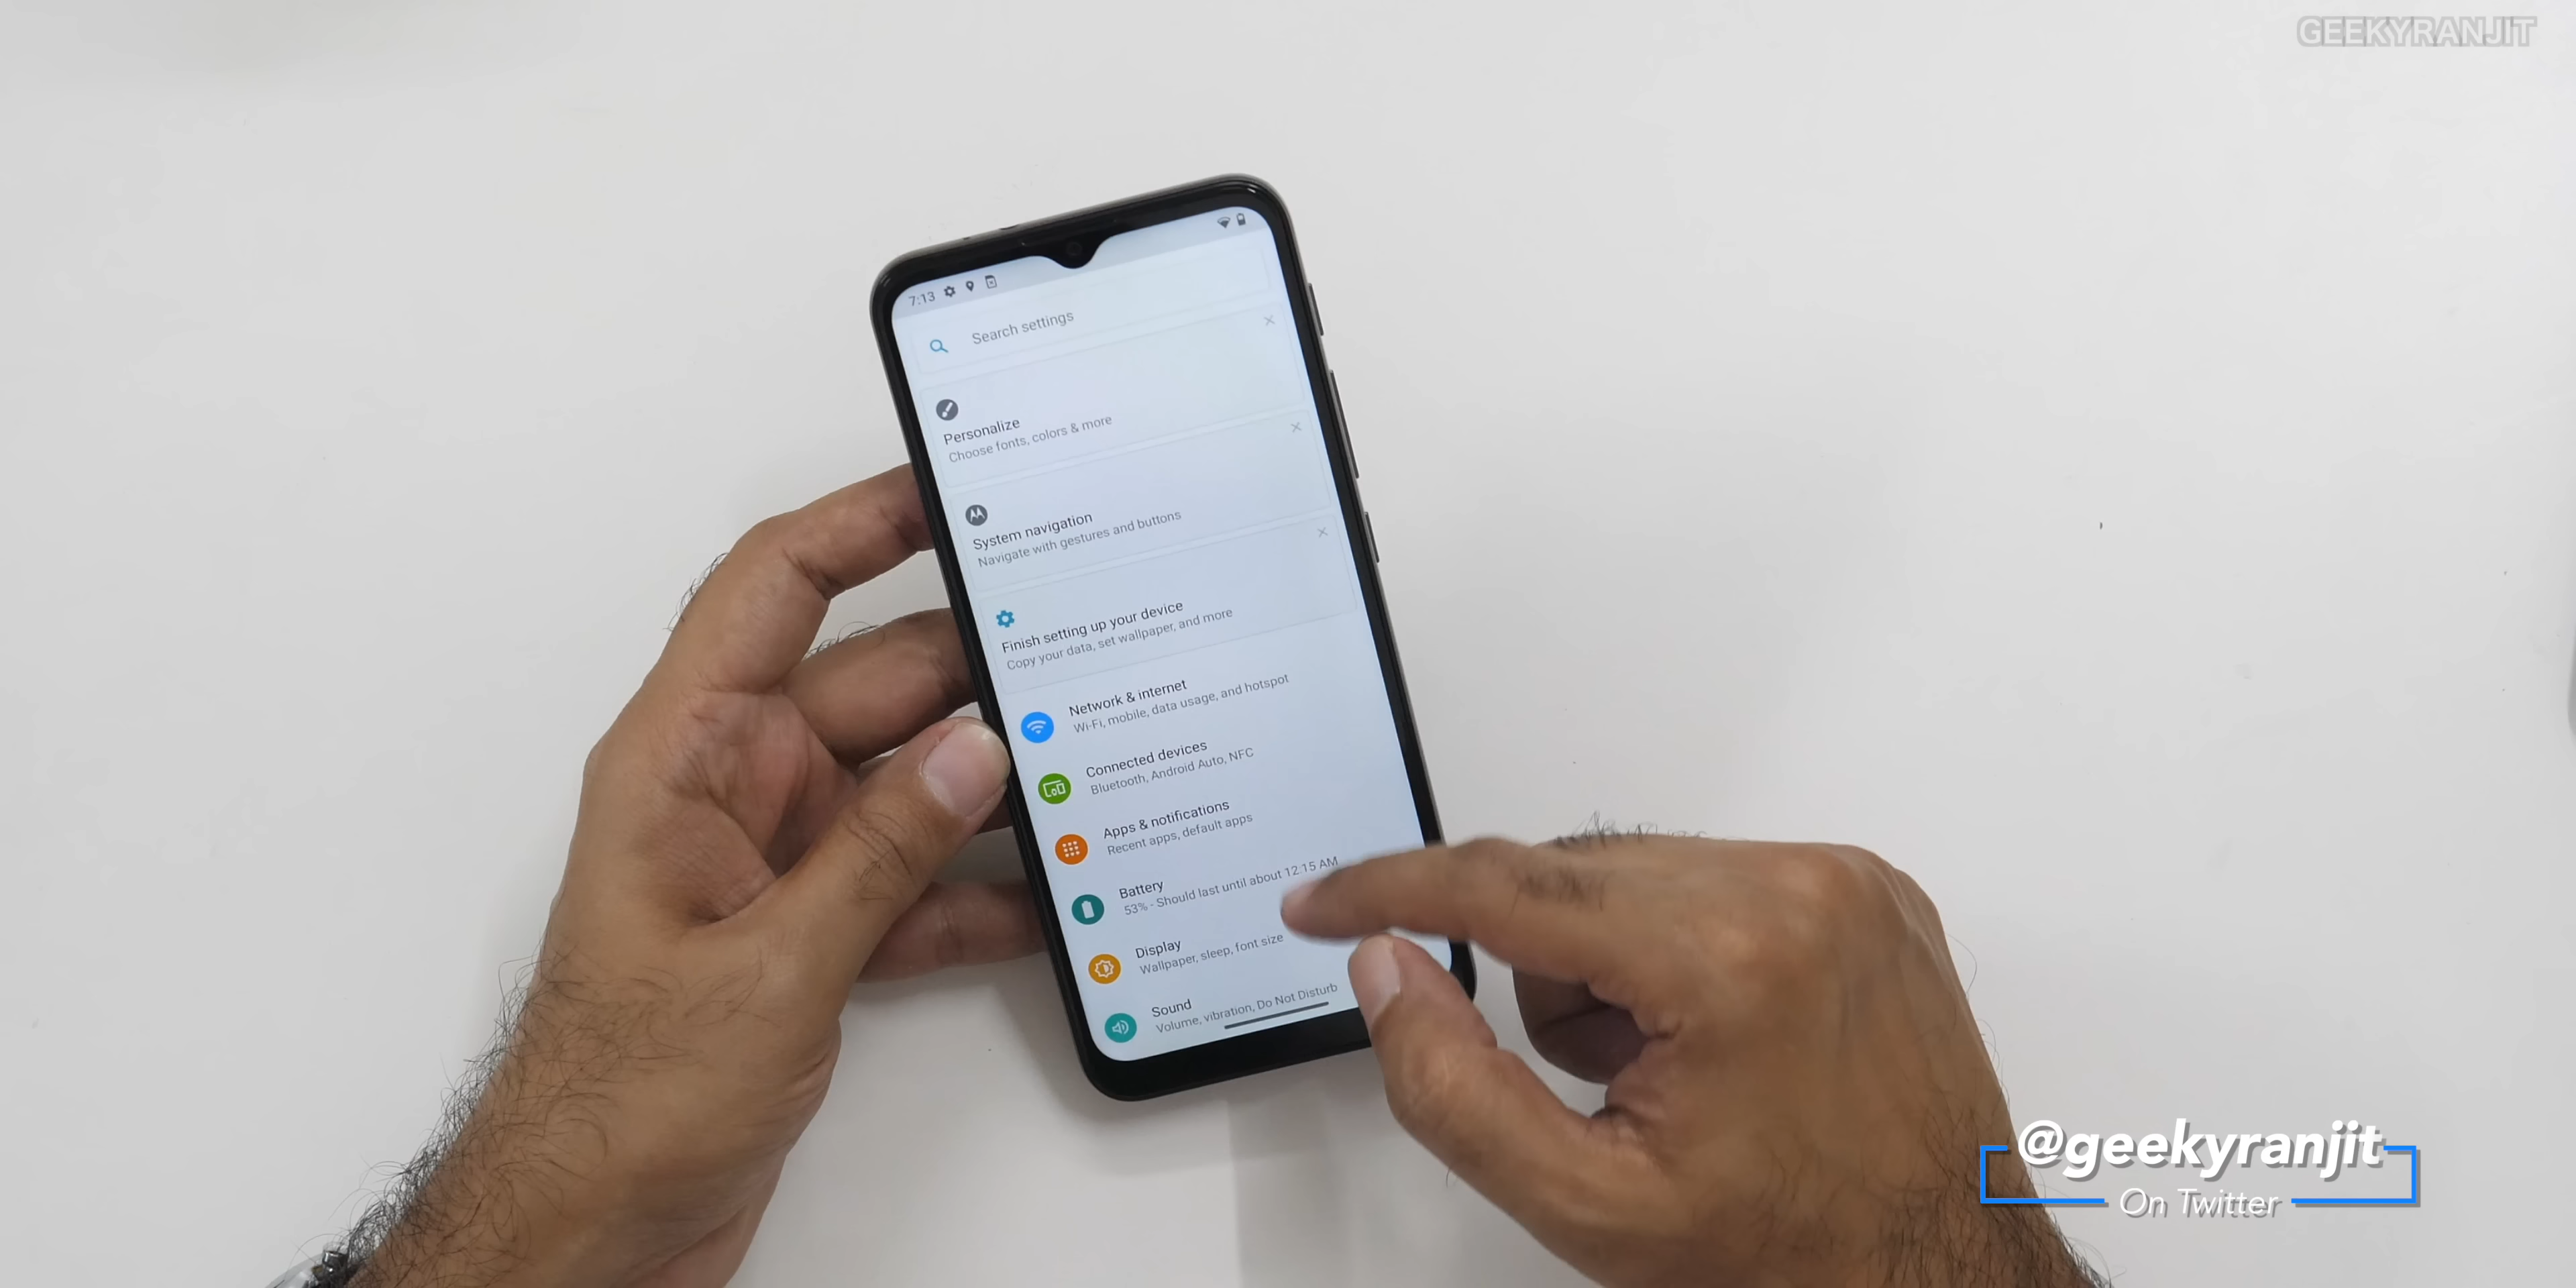 GEEKYRANJIT
7:13
Search settings
Personalize
Choose fonts, colors & more
System navigation
Navigate with gestures and buttons
Finish setting up your device
Copy your data, set wallpaper, and more
Network & internet
Wi-Fi, mobile, data usage, and hotspot
Connected devices
Bluetooth, Android Auto, NFC
Apps & notifications
Recent apps, default apps
Battery
53% - Should last until about 12:15 AM
Display
Wallpaper, sleep, font size
Sound
Volume, vibration, Do Not Disturb
@geekyranjit
On Twitter